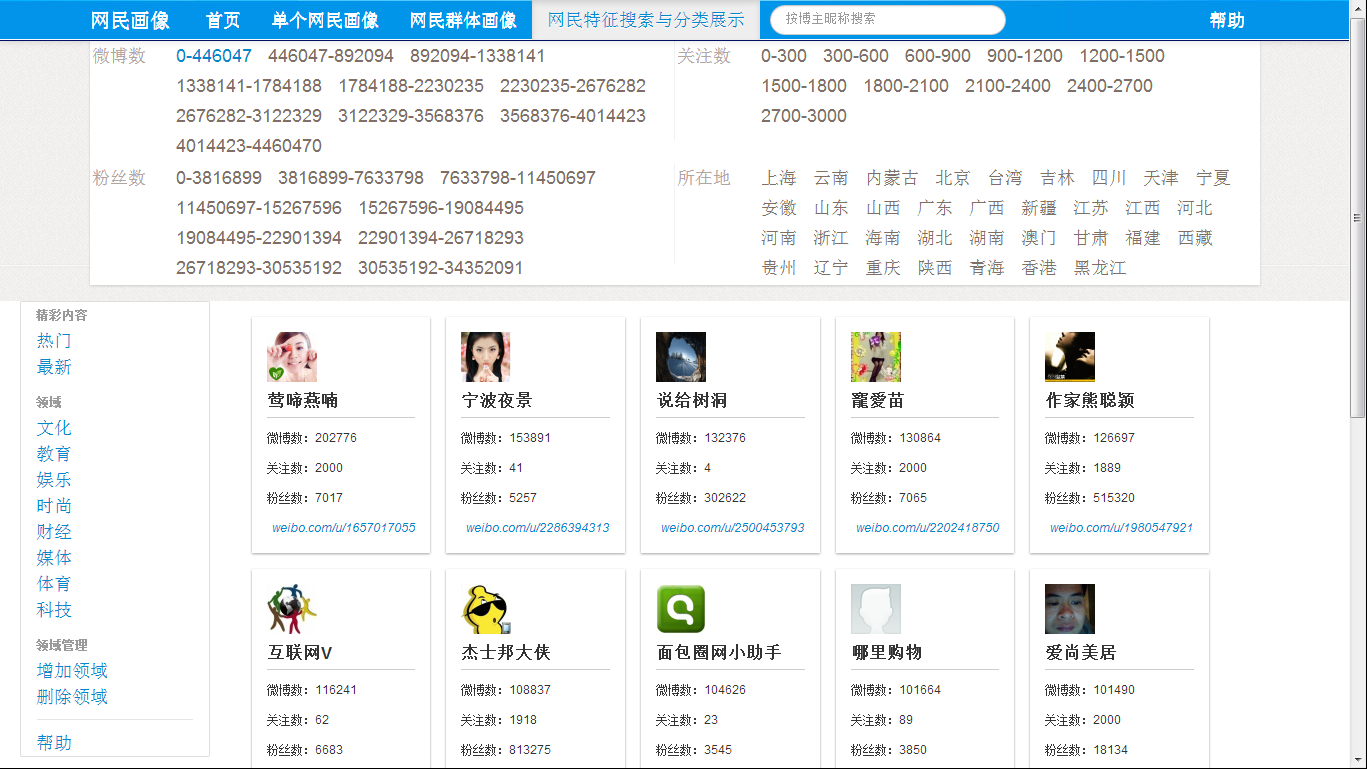 网民画像 首页 单个网民画像 网民群体画像 网民特征搜索与分类展示 按博主昵称搜索 帮助
微博数 0-446047 446047-892094 892094-1338141
1338141-1784188 1784188-2230235 2230235-2676282
2676282-3122329 3122329-3568376 3568376-4014423
4014423-4460470
关注数 0-300 300-600 600-900 900-1200 1200-1500
1500-1800 1800-2100 2100-2400 2400-2700
2700-3000
粉丝数 0-3816899 3816899-7633798 7633798-11450697
11450697-15267596 15267596-19084495
19084495-22901394 22901394-26718293
26718293-30535192 30535192-34352091
所在地 上海 云南 内蒙古 北京 台湾 吉林 四川 天津 宁夏
安徽 山东 山西 广东 广西 新疆 江苏 江西 河北
河南 浙江 海南 湖北 湖南 澳门 甘肃 福建 西藏
贵州 辽宁 重庆 陕西 青海 香港 黑龙江
精彩内容
热门
最新
领域
文化
教育
娱乐
时尚
财经
媒体
体育
科技
领域管理
增加领域
删除领域
帮助
莺啼燕喃
微博数：202776
关注数：2000
粉丝数：7017
weibo.com/u/1657017055
宁波夜景
微博数：153891
关注数：41
粉丝数：5257
weibo.com/u/2286394313
说给树洞
微博数：132376
关注数：4
粉丝数：302622
weibo.com/u/2500453793
寵愛苗
微博数：130864
关注数：2000
粉丝数：7065
weibo.com/u/2202418750
作家熊聪颖
微博数：126697
关注数：1889
粉丝数：515320
weibo.com/u/1980547921
互联网V
微博数：116241
关注数：62
粉丝数：6683
杰士邦大侠
微博数：108837
关注数：1918
粉丝数：813275
面包圈网小助手
微博数：104626
关注数：23
粉丝数：3545
哪里购物
微博数：101664
关注数：89
粉丝数：3850
爱尚美居
微博数：101490
关注数：2000
粉丝数：18134